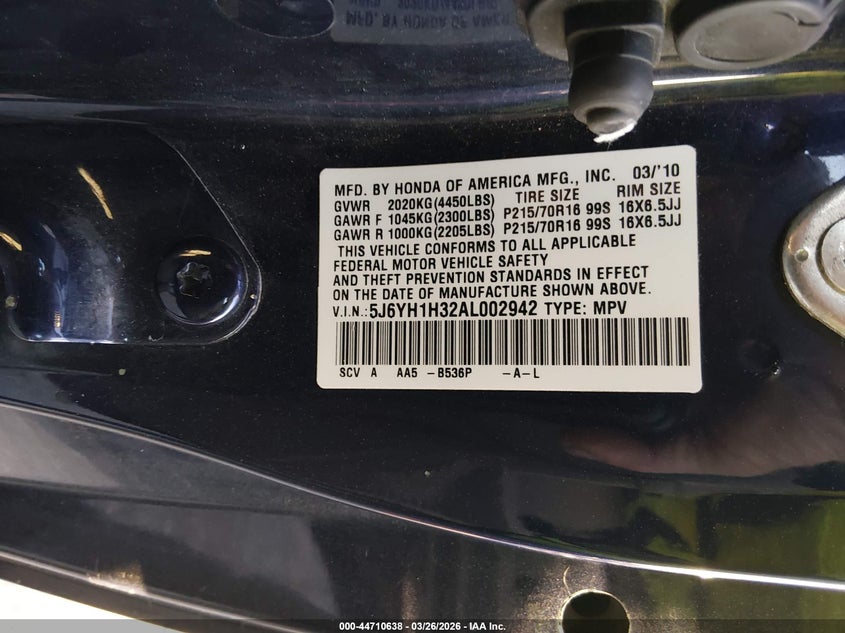 MFD. BY HONDA OF AMERICA MFG., INC. 03/'10
GVWR 2020KG(4450LBS) TIRE SIZE RIM SIZE
GAWR F 1045KG(2300LBS) P215/70R16 99S 16X6.5JJ
GAWR R 1000KG(2205LBS) P215/70R16 99S 16X6.5JJ
THIS VEHICLE CONFORMS TO ALL APPLICABLE
FEDERAL MOTOR VEHICLE SAFETY
AND THEFT PREVENTION STANDARDS IN EFFECT
ON THE DATE OF MANUFACTURE SHOWN ABOVE.
V.I.N.:5J6YH1H32AL002942 TYPE: MPV
SCV A AA5 -B536P -A-L
000-44710638 - 03/26/2026 - IAA Inc.